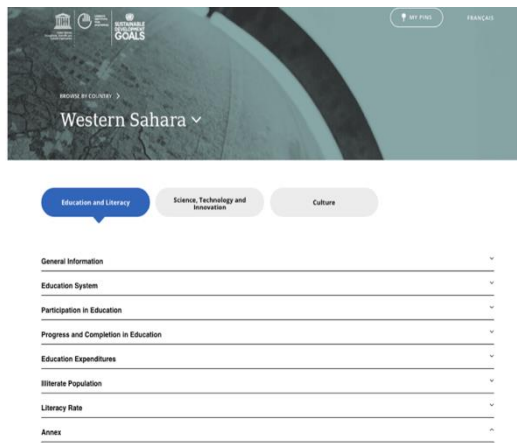 SUSTAINABLE
DEVELOPMENT
GOALS
MY PINS
FRANÇAIS
BROWSE BY COUNTRY
Western Sahara
Education and Literacy
Science, Technology and
Innovation
Culture
General Information
Education System
Participation in Education
Progress and Completion in Education
Education Expenditures
Illiterate Population
Literacy Rate
Annex